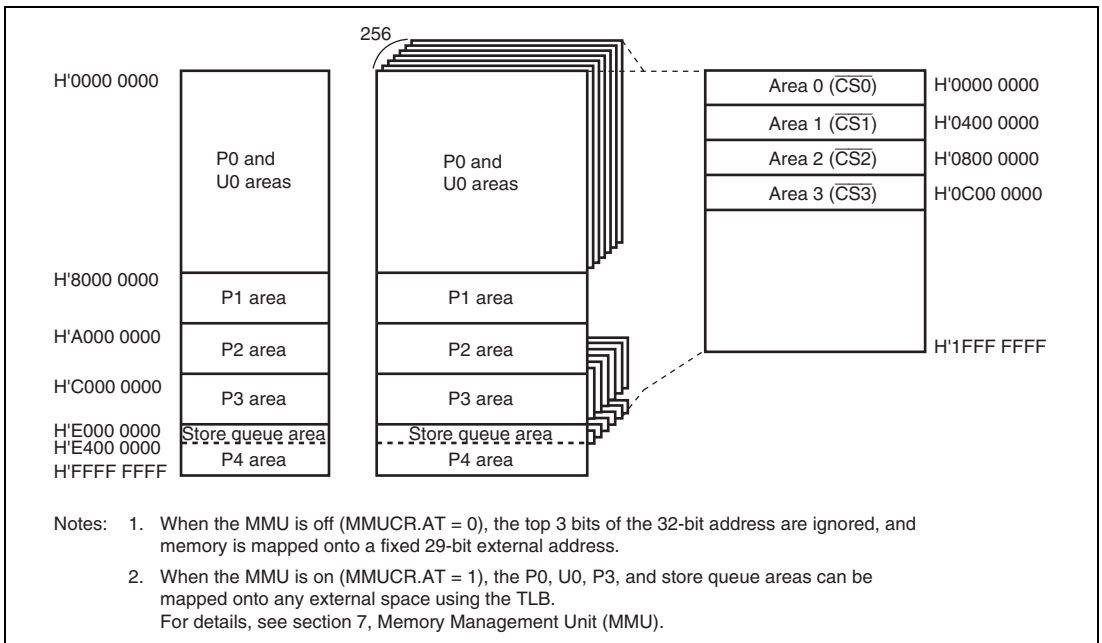 256
H'0000 0000
P0 and
U0 areas
H'8000 0000
P1 area
H'A000 0000
P2 area
H'C000 0000
P3 area
H'E000 0000
Store queue area
H'E400 0000
P4 area
H'FFFF FFFF
P0 and
U0 areas
P1 area
P2 area
P3 area
Store queue area
P4 area
Area 0 (C̅S̅0̅) H'0000 0000
Area 1 (C̅S̅1̅) H'0400 0000
Area 2 (C̅S̅2̅) H'0800 0000
Area 3 (C̅S̅3̅) H'0C00 0000
H'1FFF FFFF
Notes: 1. When the MMU is off (MMUCR.AT = 0), the top 3 bits of the 32-bit address are ignored, and
memory is mapped onto a fixed 29-bit external address.
2. When the MMU is on (MMUCR.AT = 1), the P0, U0, P3, and store queue areas can be
mapped onto any external space using the TLB.
For details, see section 7, Memory Management Unit (MMU).